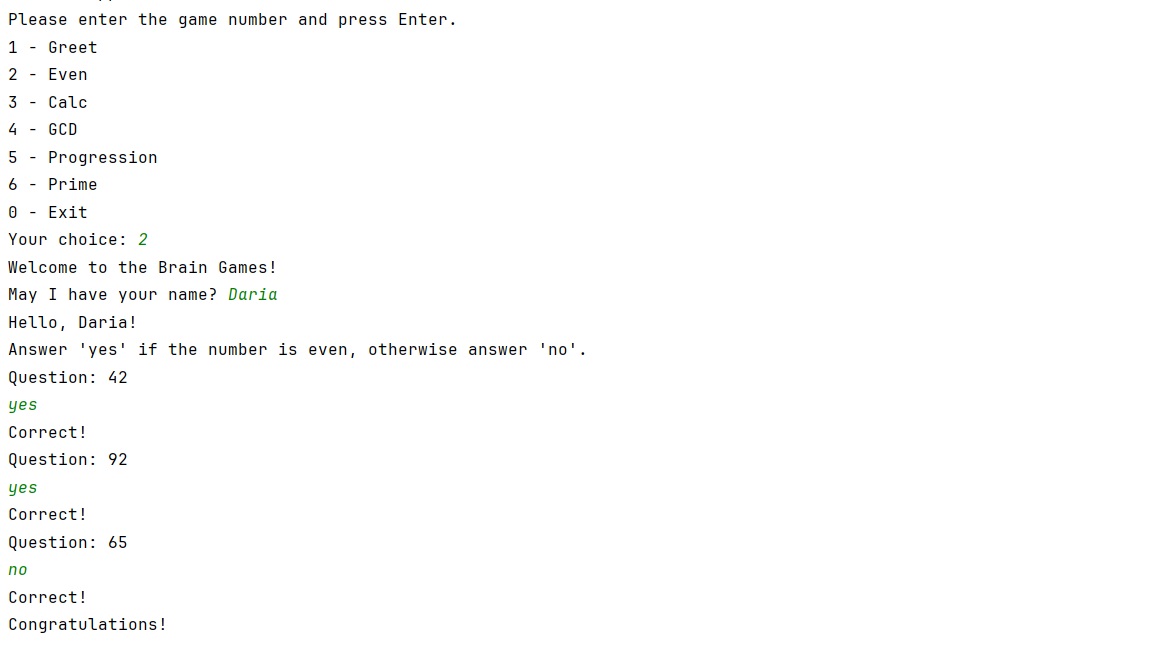 Please enter the game number and press Enter.
1 - Greet
2 - Even
3 - Calc
4 - GCD
5 - Progression
6 - Prime
0 - Exit
Your choice: 2
Welcome to the Brain Games!
May I have your name? Daria
Hello, Daria!
Answer 'yes' if the number is even, otherwise answer 'no'.
Question: 42
yes
Correct!
Question: 92
yes
Correct!
Question: 65
no
Correct!
Congratulations!